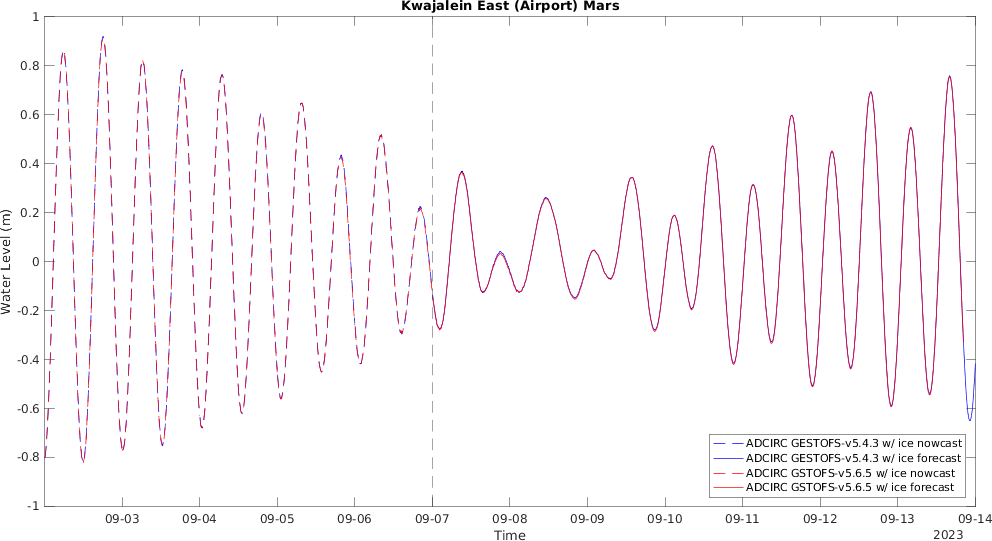 Kwajalein East (Airport) Mars
1
0.8
0.6
0.4
0.2
0
-0.2
-0.4
-0.6
-0.8
-1
Water Level (m)
09-03 09-04 09-05 09-06 09-07 09-08 09-09 09-10 09-11 09-12 09-13 09-14
Time
2023
ADCIRC GESTOFS-v5.4.3 w/ ice nowcast
ADCIRC GESTOFS-v5.4.3 w/ ice forecast
ADCIRC GSTOFS-v5.6.5 w/ ice nowcast
ADCIRC GSTOFS-v5.6.5 w/ ice forecast